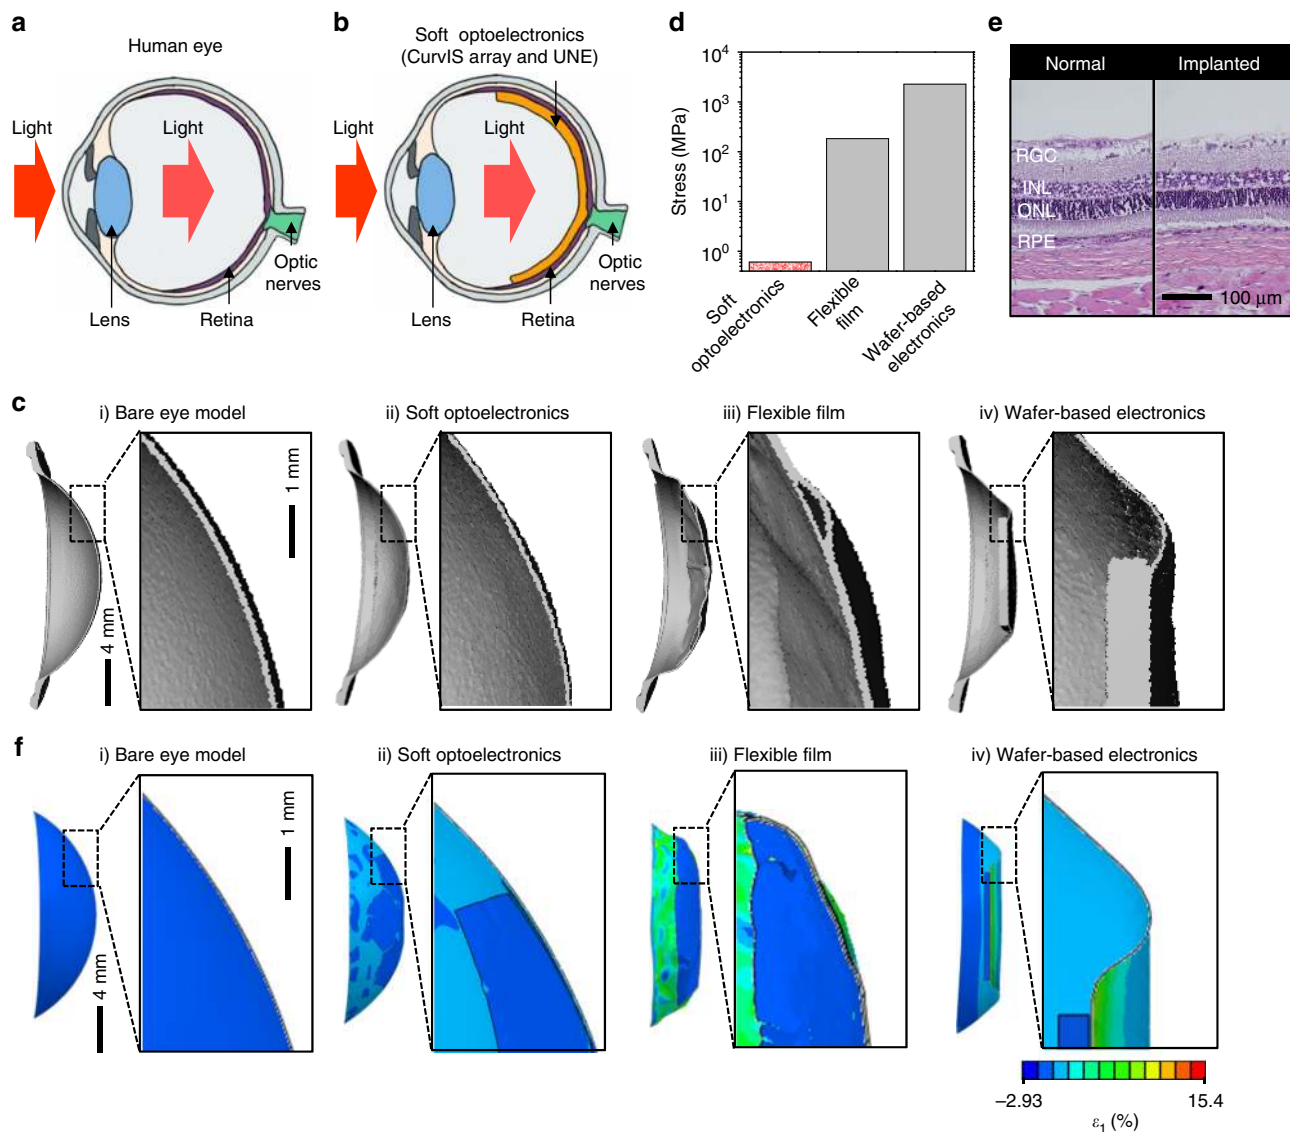 a
Human eye
Light
Light
Optic
nerves
Lens
Retina
b
Soft optoelectronics
(CurvIS array and UNE)
Light
Light
Optic
nerves
Lens
Retina
d
Stress (MPa)
10⁴
10³
10²
10¹
10⁰
Soft
optoelectronics
Flexible
film
Wafer-based
electronics
e
Normal
Implanted
RGC
INL
ONL
RPE
100 μm
c
i) Bare eye model
1 mm
4 mm
ii) Soft optoelectronics
iii) Flexible film
iv) Wafer-based electronics
f
i) Bare eye model
1 mm
4 mm
ii) Soft optoelectronics
iii) Flexible film
iv) Wafer-based electronics
−2.93
15.4
ε₁ (%)